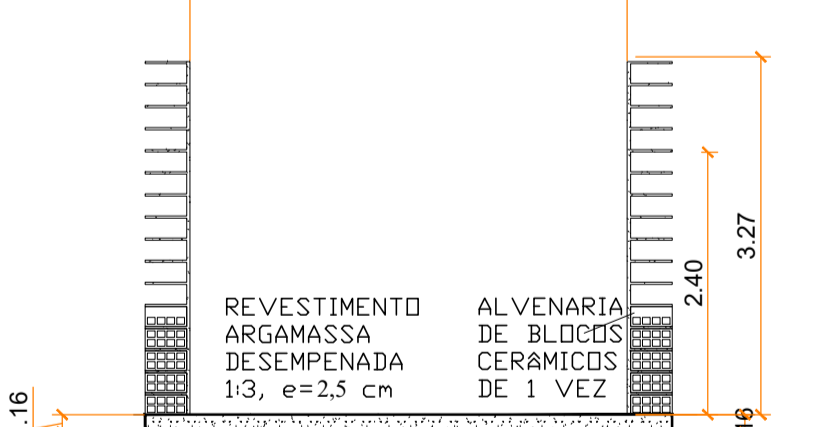 REVESTIMENTO
ARGAMASSA
DESEMPENADA
1:3, e=2,5 cm
ALVENARIA
DE BLOCOS
CERâMICOS
DE 1 VEZ
2.40
3.27
.16